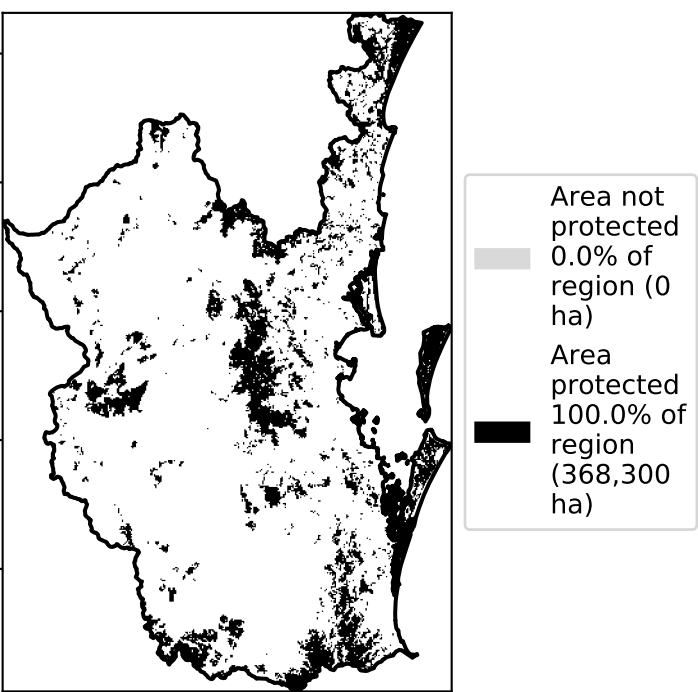 Area not
protected
0.0% of
region (0
ha)
Area
protected
100.0% of
region
(368,300
ha)